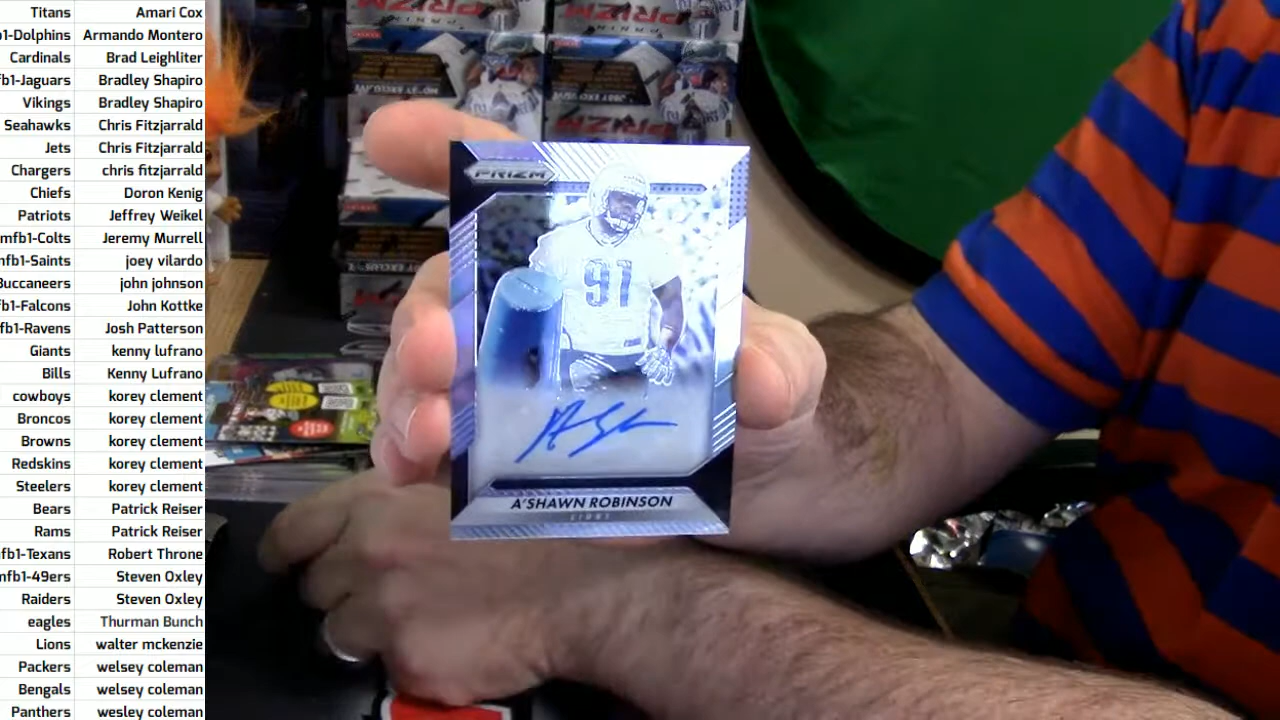 Titans Amari Cox
b1-Dolphins Armando Montero
Cardinals Brad Leighliter
fb1-Jaguars Bradley Shapiro
Vikings Bradley Shapiro
Seahawks Chris Fitzjarrald
Jets Chris Fitzjarrald
Chargers chris fitzjarrald
Chiefs Doron Kenig
Patriots Jeffrey Weikel
mfb1-Colts Jeremy Murrell
nfb1-Saints joey vilardo
Buccaneers john johnson
fb1-Falcons John Kottke
fb1-Ravens Josh Patterson
Giants kenny lufrano
Bills Kenny Lufrano
cowboys korey clement
Broncos korey clement
Browns korey clement
Redskins korey clement
Steelers korey clement
Bears Patrick Reiser
Rams Patrick Reiser
nfb1-Texans Robert Throne
mfb1-49ers Steven Oxley
Raiders Steven Oxley
eagles Thurman Bunch
Lions walter mckenzie
Packers welsey coleman
Bengals welsey coleman
Panthers wesley coleman
PRIZM PRIZM
PRIZM
PRIZM
91
A'SHAWN ROBINSON
LIONS